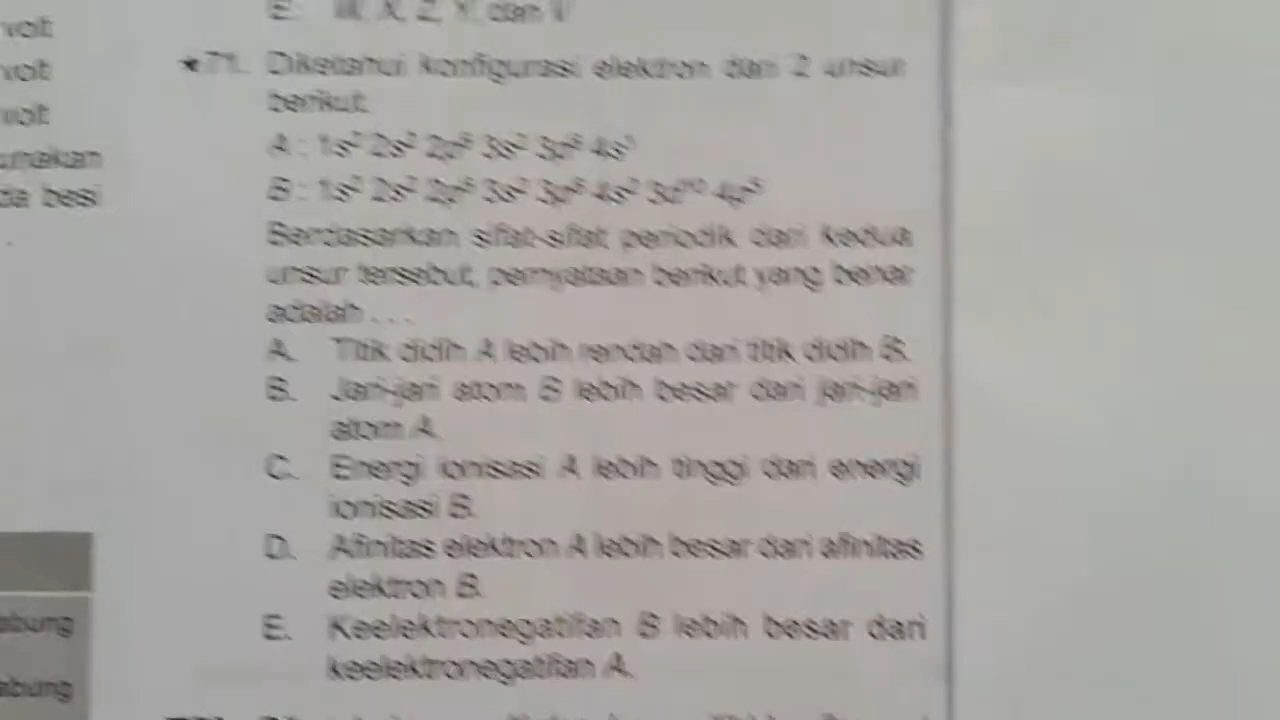 volt
volt
volt
unakan
da besi
E. W, X, Z, Y, dan V
★71. Diketahui konfigurasi elektron dari 2 unsur
berikut.
A : 1s² 2s² 2p⁶ 3s² 3p⁶ 4s¹
B : 1s² 2s² 2p⁶ 3s² 3p⁶ 4s² 3d¹⁰ 4p⁵
Berdasarkan sifat-sifat periodik dari kedua
unsur tersebut, pernyataan berikut yang benar
adalah . . .
A. Titik didih A lebih rendah dari titik didih B.
B. Jari-jari atom B lebih besar dari jari-jari
atom A.
C. Energi ionisasi A lebih tinggi dari energi
ionisasi B.
D. Afinitas elektron A lebih besar dari afinitas
elektron B.
E. Keelektronegatifan B lebih besar dari
keelektronegatifan A.
abung
abung